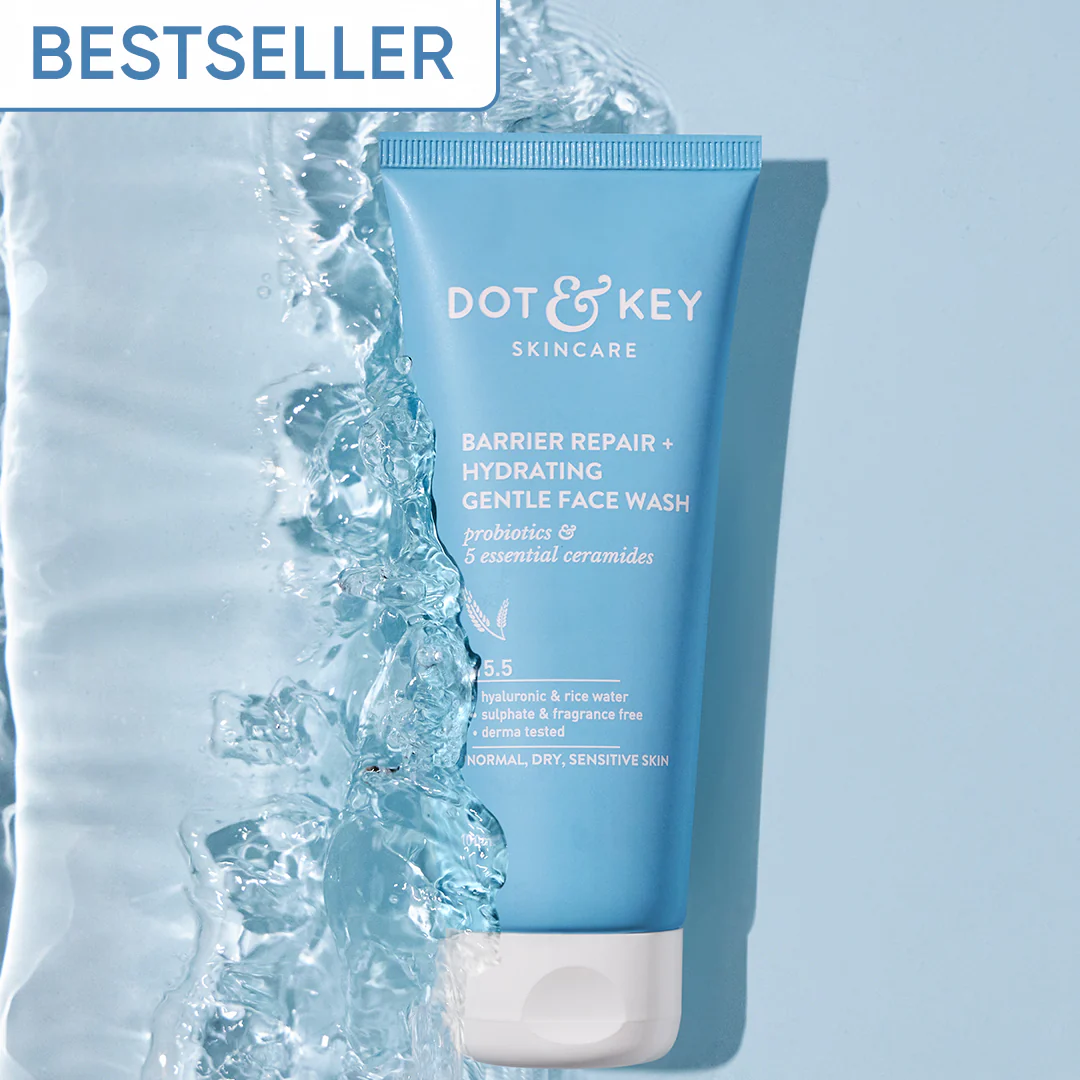 BESTSELLER
DOT & KEY
SKINCARE
BARRIER REPAIR +
HYDRATING
GENTLE FACE WASH
probiotics &
5 essential ceramides
5.5
hyaluronic & rice water
• sulphate & fragrance free
• derma tested
NORMAL, DRY, SENSITIVE SKIN